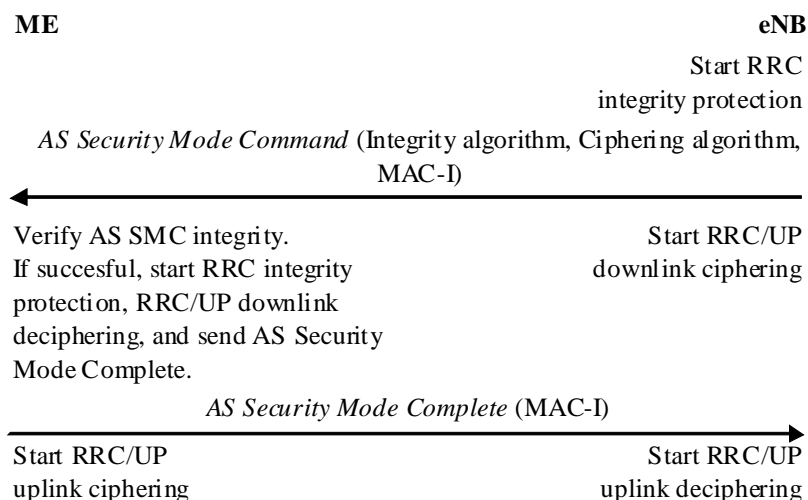 ME eNB
Start RRC
integrity protection
AS Security Mode Command (Integrity algorithm, Ciphering algorithm,
MAC-I)
Verify AS SMC integrity.
If succesful, start RRC integrity
protection, RRC/UP downlink
deciphering, and send AS Security
Mode Complete.
Start RRC/UP
downlink ciphering
AS Security Mode Complete (MAC-I)
Start RRC/UP
uplink ciphering
Start RRC/UP
uplink deciphering